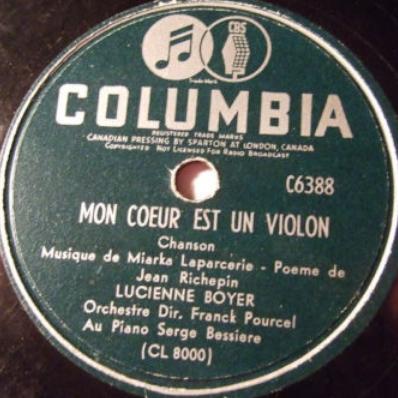 CBS
Trade Mark
COLUMBIA
REGISTERED TRADE MARKS
CANADIAN PRESSING BY SPARTON AT LONDON, CANADA
COPYRIGHTED NOT LICENSED FOR RADIO BROADCAST
C6388
MON COEUR EST UN VIOLON
Chanson
Musique de Miarka Laparcerie - Poeme de
Jean Richepin
LUCIENNE BOYER
Orchestre Dir. Franck Pourcel
Au Piano Serge Bessiere
(CL 8000)